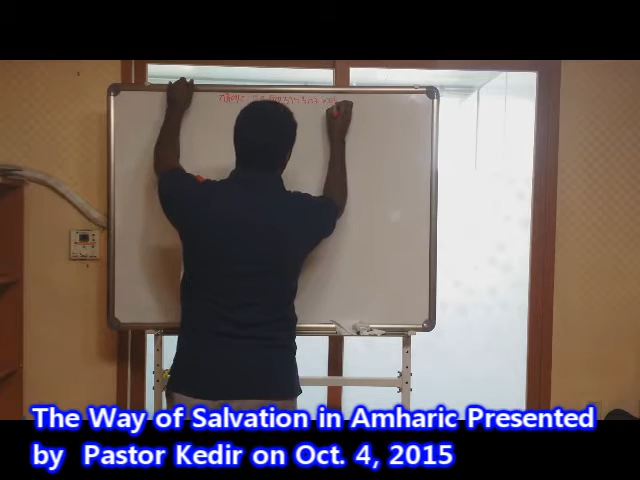 The Way of Salvation in Amharic Presented
by Pastor Kedir on Oct. 4, 2015